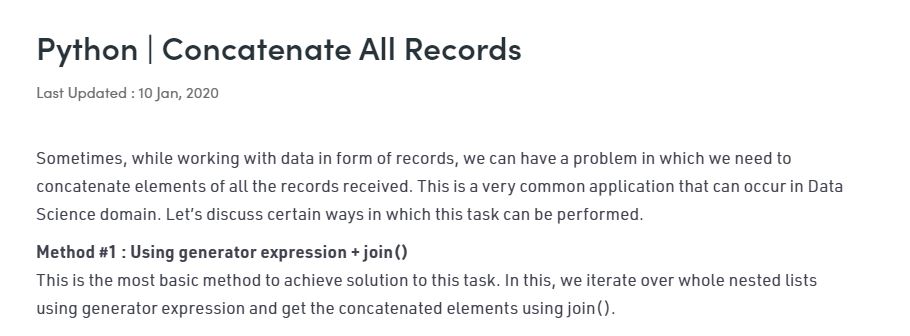 Python | Concatenate All Records
Last Updated : 10 Jan, 2020
Sometimes, while working with data in form of records, we can have a problem in which we need to
concatenate elements of all the records received. This is a very common application that can occur in Data
Science domain. Let’s discuss certain ways in which this task can be performed.
Method #1 : Using generator expression + join()
This is the most basic method to achieve solution to this task. In this, we iterate over whole nested lists
using generator expression and get the concatenated elements using join().